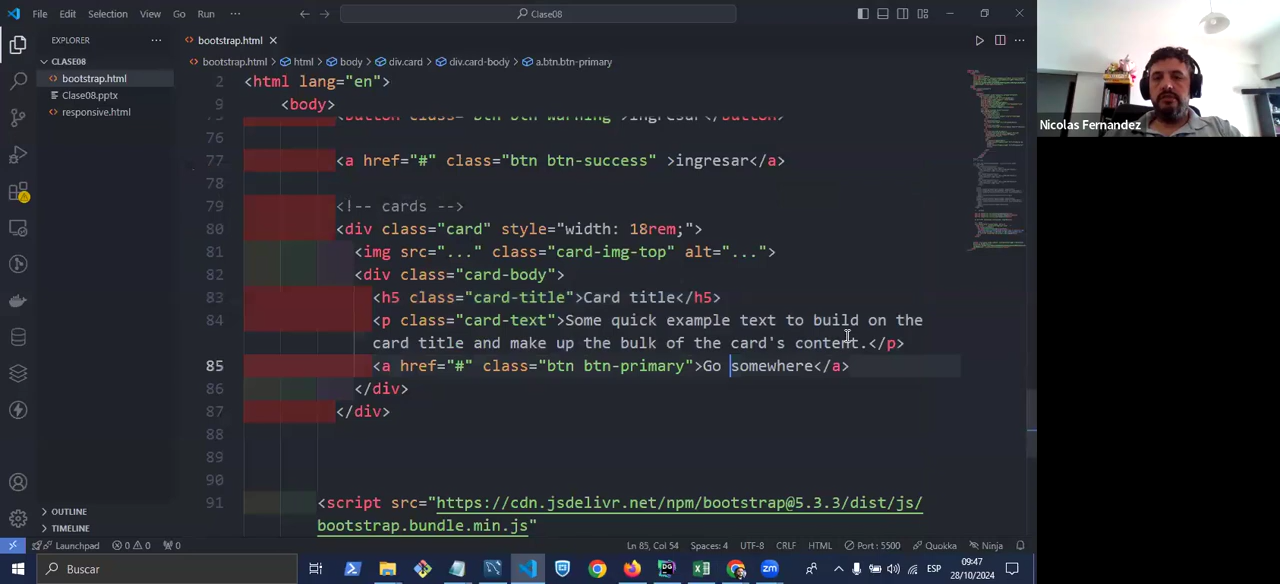 File Edit Selection View Go Run ··· Clase08
EXPLORER ···
CLASE08
bootstrap.html
Clase08.pptx
responsive.html
OUTLINE
TIMELINE
bootstrap.html
bootstrap.html > html > body > div.card > div.card-body > a.btn.btn-primary
2 <html lang="en">
9 <body>
76
77 <a href="#" class="btn btn-success" >ingresar</a>
78
79 <!-- cards -->
80 <div class="card" style="width: 18rem;">
81 <img src="..." class="card-img-top" alt="...">
82 <div class="card-body">
83 <h5 class="card-title">Card title</h5>
84 <p class="card-text">Some quick example text to build on the
card title and make up the bulk of the card's content.</p>
85 <a href="#" class="btn btn-primary">Go somewhere</a>
86 </div>
87 </div>
88
89
90
91 <script src="https://cdn.jsdelivr.net/npm/bootstrap@5.3.3/dist/js/
bootstrap.bundle.min.js"
Nicolas Fernandez
Launchpad 0 0 0 Ln 85, Col 54 Spaces: 4 UTF-8 CRLF HTML Port : 5500 Quokka Ninja
Buscar ESP 09:47
28/10/2024